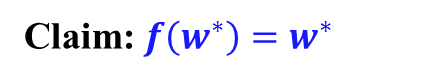 Claim: f(w*) = w*